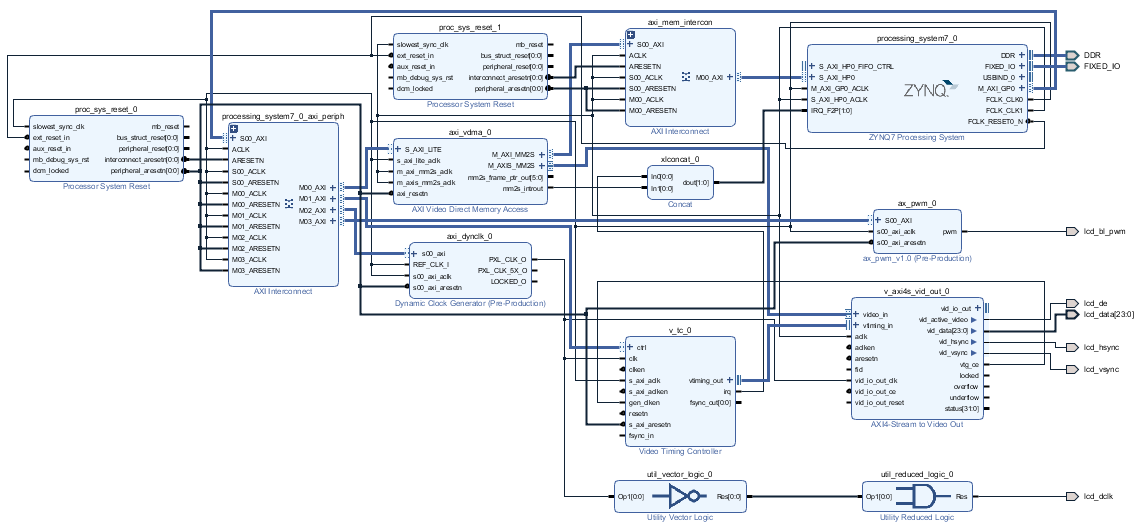 proc_sys_reset_0
slowest_sync_clk
ext_reset_in
aux_reset_in
mb_debug_sys_rst
dcm_locked
mb_reset
bus_struct_reset[0:0]
peripheral_reset[0:0]
interconnect_aresetn[0:0]
peripheral_aresetn[0:0]
Processor System Reset
processing_system7_0_axi_periph
S00_AXI
ACLK
ARESETN
S00_ACLK
S00_ARESETN
M00_ACLK
M00_ARESETN
M01_ACLK
M01_ARESETN
M02_ACLK
M02_ARESETN
M03_ACLK
M03_ARESETN
M00_AXI
M01_AXI
M02_AXI
M03_AXI
AXI Interconnect
proc_sys_reset_1
slowest_sync_clk
ext_reset_in
aux_reset_in
mb_debug_sys_rst
dcm_locked
mb_reset
bus_struct_reset[0:0]
peripheral_reset[0:0]
interconnect_aresetn[0:0]
peripheral_aresetn[0:0]
Processor System Reset
axi_vdma_0
S_AXI_LITE
s_axi_lite_aclk
m_axi_mm2s_aclk
m_axis_mm2s_aclk
axi_resetn
M_AXI_MM2S
M_AXIS_MM2S
mm2s_frame_ptr_out[5:0]
mm2s_introut
AXI Video Direct Memory Access
axi_dynclk_0
s00_axi
REF_CLK_I
s00_axi_aclk
s00_axi_aresetn
PXL_CLK_O
PXL_CLK_5X_O
LOCKED_O
Dynamic Clock Generator (Pre-Production)
axi_mem_intercon
S00_AXI
ACLK
ARESETN
S00_ACLK
S00_ARESETN
M00_ACLK
M00_ARESETN
M00_AXI
AXI Interconnect
xlconcat_0
In0[0:0]
In1[0:0]
dout[1:0]
Concat
v_tc_0
ctrl
clk
clken
s_axi_aclk
s_axi_aclken
gen_clken
resetn
s_axi_aresetn
fsync_in
vtiming_out
irq
fsync_out[0:0]
Video Timing Controller
util_vector_logic_0
Op1[0:0]
Res[0:0]
Utility Vector Logic
processing_system7_0
S_AXI_HP0_FIFO_CTRL
S_AXI_HP0
M_AXI_GP0_ACLK
S_AXI_HP0_ACLK
IRQ_F2P[1:0]
ZYNQ
DDR
FIXED_IO
USBIND_0
M_AXI_GP0
FCLK_CLK0
FCLK_CLK1
FCLK_RESET0_N
ZYNQ7 Processing System
ax_pwm_0
S00_AXI
s00_axi_aclk
s00_axi_aresetn
pwm
ax_pwm_v1.0 (Pre-Production)
v_axi4s_vid_out_0
video_in
vtiming_in
aclk
aclken
aresetn
fid
vid_io_out_clk
vid_io_out_ce
vid_io_out_reset
vid_io_out
vid_active_video
vid_data[23:0]
vid_hsync
vid_vsync
vtg_ce
locked
overflow
underflow
status[31:0]
AXI4-Stream to Video Out
util_reduced_logic_0
Op1[0:0]
Res
Utility Reduced Logic
DDR
FIXED_IO
lcd_bl_pwm
lcd_de
lcd_data[23:0]
lcd_hsync
lcd_vsync
lcd_dclk